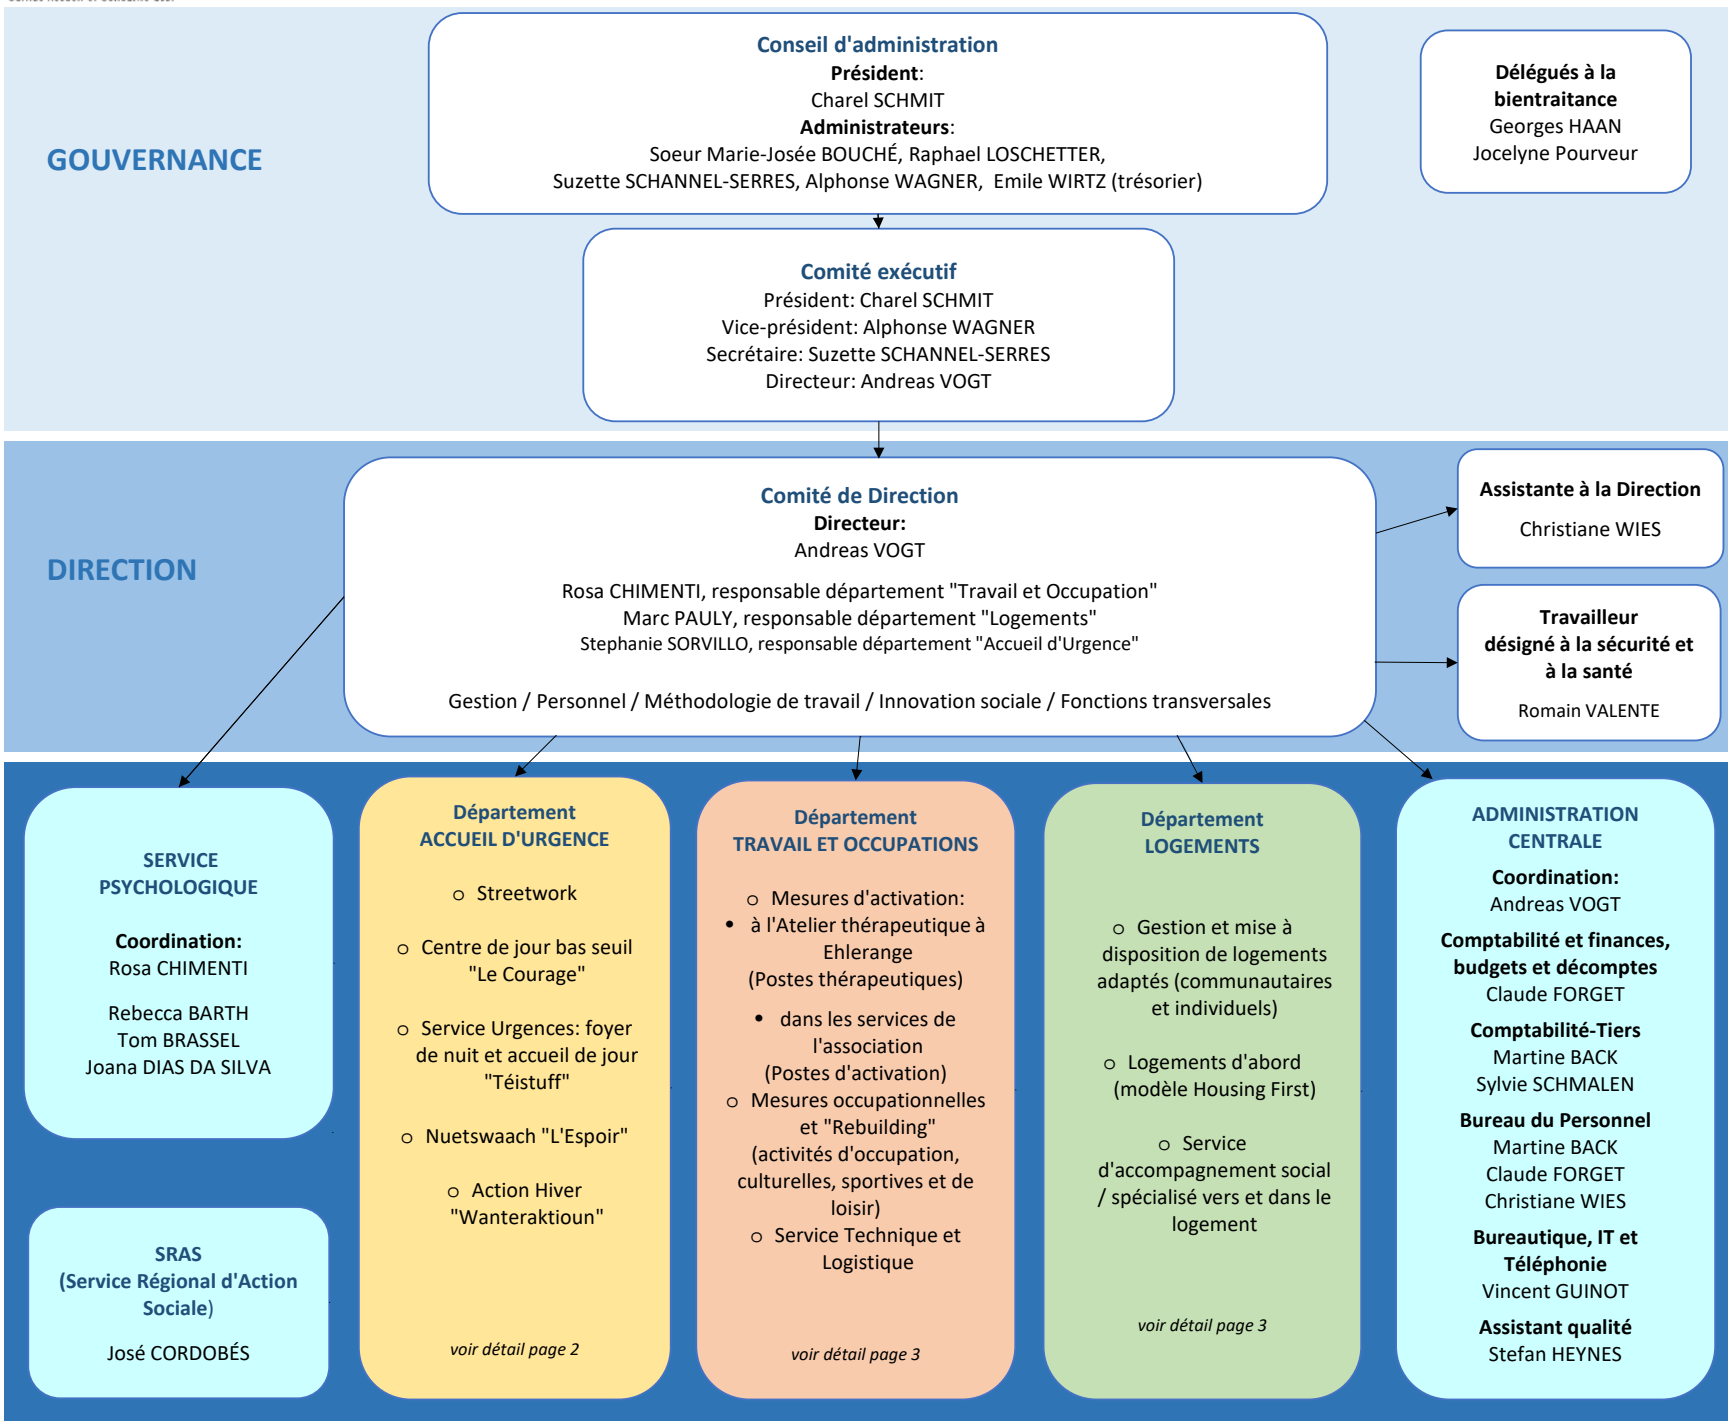 GOUVERNANCE
Conseil d'administration
Président:
Charel SCHMIT
Administrateurs:
Soeur Marie-Josée BOUCHÉ, Raphael LOSCHETTER,
Suzette SCHANNEL-SERRES, Alphonse WAGNER, Emile WIRTZ (trésorier)
Délégués à la
bientraitance
Georges HAAN
Jocelyne Pourveur
Comité exécutif
Président: Charel SCHMIT
Vice-président: Alphonse WAGNER
Secrétaire: Suzette SCHANNEL-SERRES
Directeur: Andreas VOGT
DIRECTION
Comité de Direction
Directeur:
Andreas VOGT
Rosa CHIMENTI, responsable département "Travail et Occupation"
Marc PAULY, responsable département "Logements"
Stephanie SORVILLO, responsable département "Accueil d'Urgence"
Gestion / Personnel / Méthodologie de travail / Innovation sociale / Fonctions transversales
Assistante à la Direction
Christiane WIES
Travailleur
désigné à la sécurité et
à la santé
Romain VALENTE
SERVICE
PSYCHOLOGIQUE
Coordination:
Rosa CHIMENTI
Rebecca BARTH
Tom BRASSEL
Joana DIAS DA SILVA
SRAS
(Service Régional d'Action
Sociale)
José CORDOBÉS
Département
ACCUEIL D'URGENCE
o Streetwork
o Centre de jour bas seuil
"Le Courage"
o Service Urgences: foyer
de nuit et accueil de jour
"Téistuff"
o Nuetswaach "L'Espoir"
o Action Hiver
"Wanteraktioun"
voir détail page 2
Département
TRAVAIL ET OCCUPATIONS
o Mesures d'activation:
• à l'Atelier thérapeutique à
Ehlerange
(Postes thérapeutiques)
• dans les services de
l'association
(Postes d'activation)
o Mesures occupationnelles
et "Rebuilding"
(activités d'occupation,
culturelles, sportives et de
loisir)
o Service Technique et
Logistique
voir détail page 3
Département
LOGEMENTS
o Gestion et mise à
disposition de logements
adaptés (communautaires
et individuels)
o Logements d'abord
(modèle Housing First)
o Service
d'accompagnement social
/ spécialisé vers et dans le
logement
voir détail page 3
ADMINISTRATION
CENTRALE
Coordination:
Andreas VOGT
Comptabilité et finances,
budgets et décomptes
Claude FORGET
Comptabilité-Tiers
Martine BACK
Sylvie SCHMALEN
Bureau du Personnel
Martine BACK
Claude FORGET
Christiane WIES
Bureautique, IT et
Téléphonie
Vincent GUINOT
Assistant qualité
Stefan HEYNES